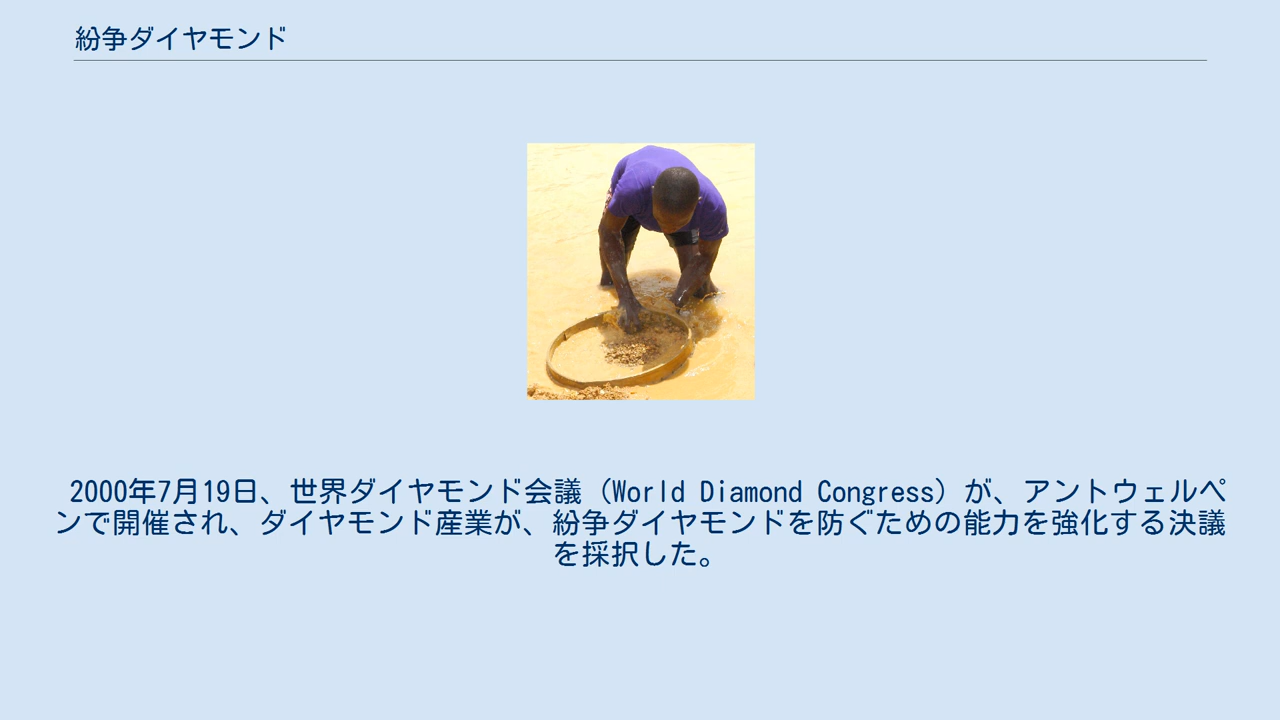 紛争ダイヤモンド
2000年7月19日、世界ダイヤモンド会議（World Diamond Congress）が、アントウェルペ
ンで開催され、ダイヤモンド産業が、紛争ダイヤモンドを防ぐための能力を強化する決議
を採択した。